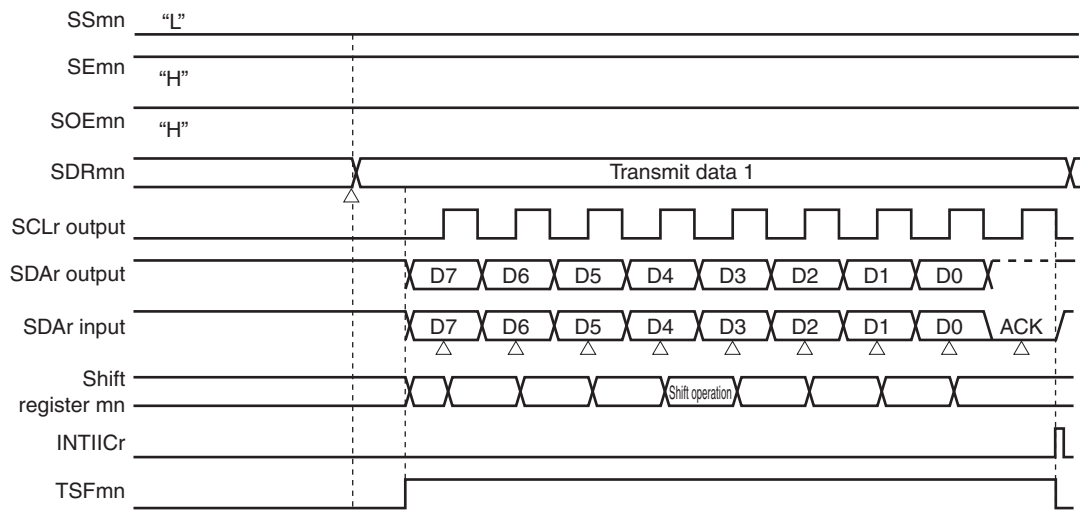 SSmn “L”
SEmn “H”
SOEmn “H”
SDRmn Transmit data 1
SCLr output
SDAr output D7 D6 D5 D4 D3 D2 D1 D0
SDAr input D7 D6 D5 D4 D3 D2 D1 D0 ACK
Shift
register mn Shift operation
INTIICr
TSFmn